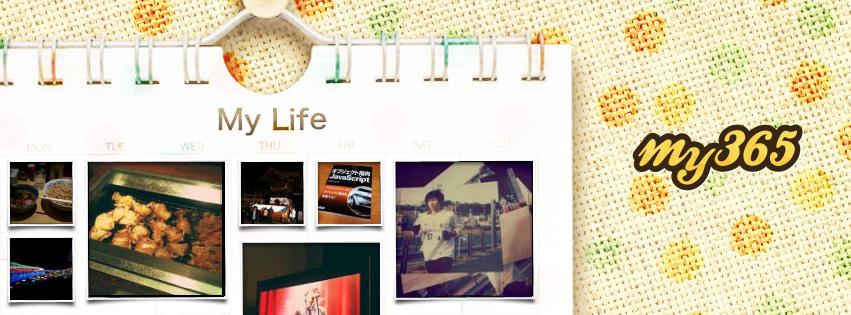 My Life
MON TUE WED THU FRI SAT SUN
my365
オブジェクト指向
JavaScript